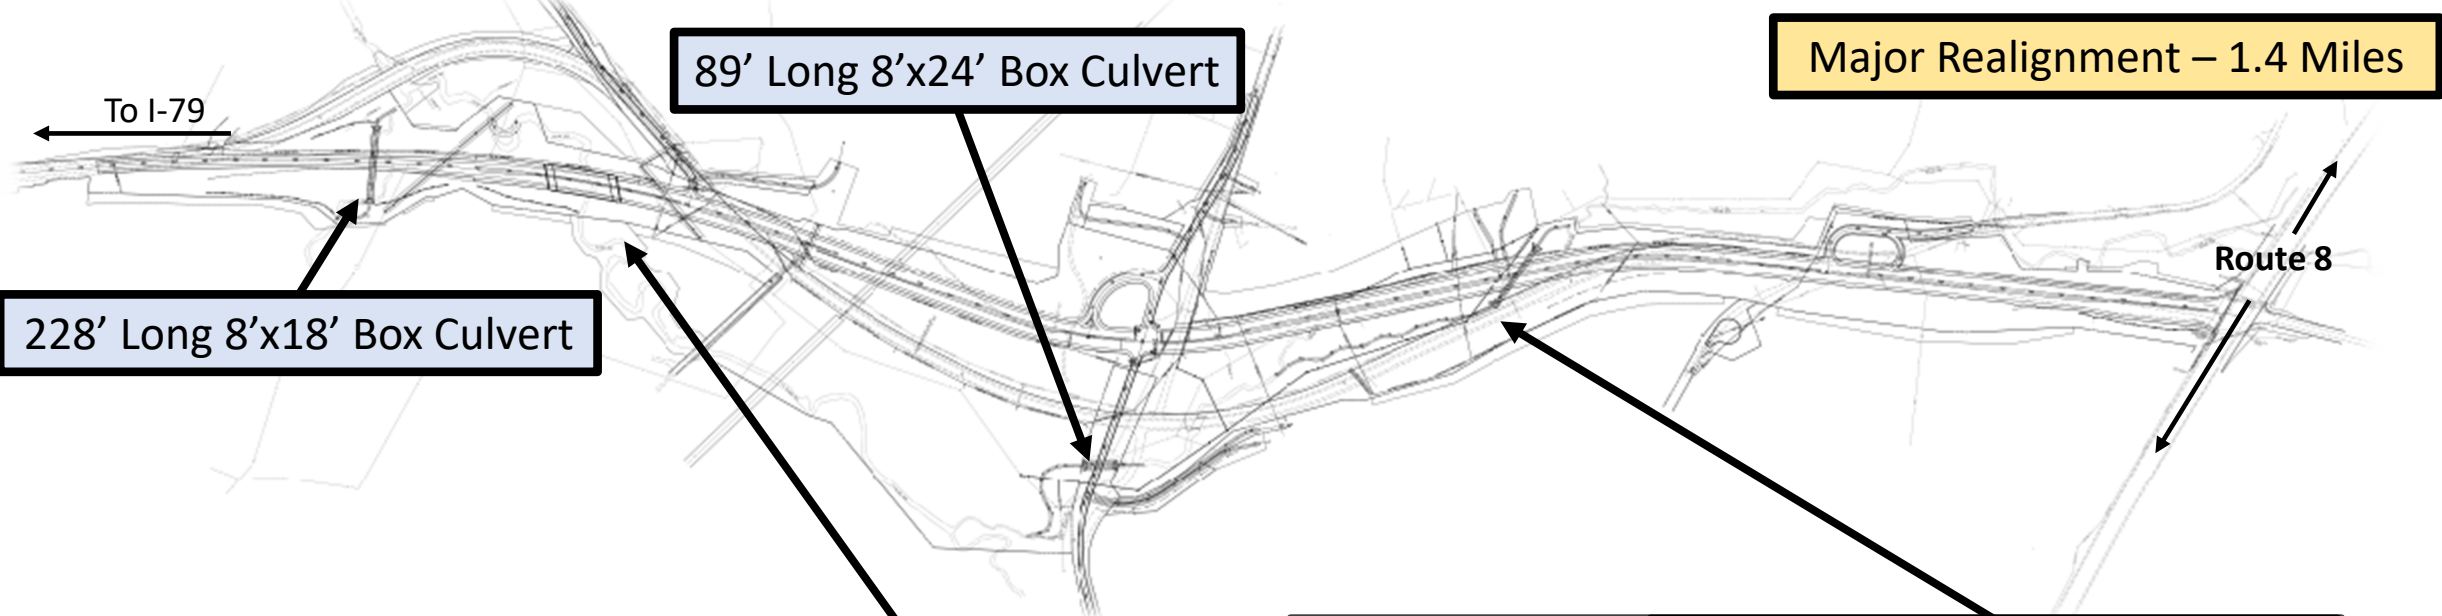 89’ Long 8’x24’ Box Culvert
Major Realignment – 1.4 Miles
To I-79
Route 8
228’ Long 8’x18’ Box Culvert